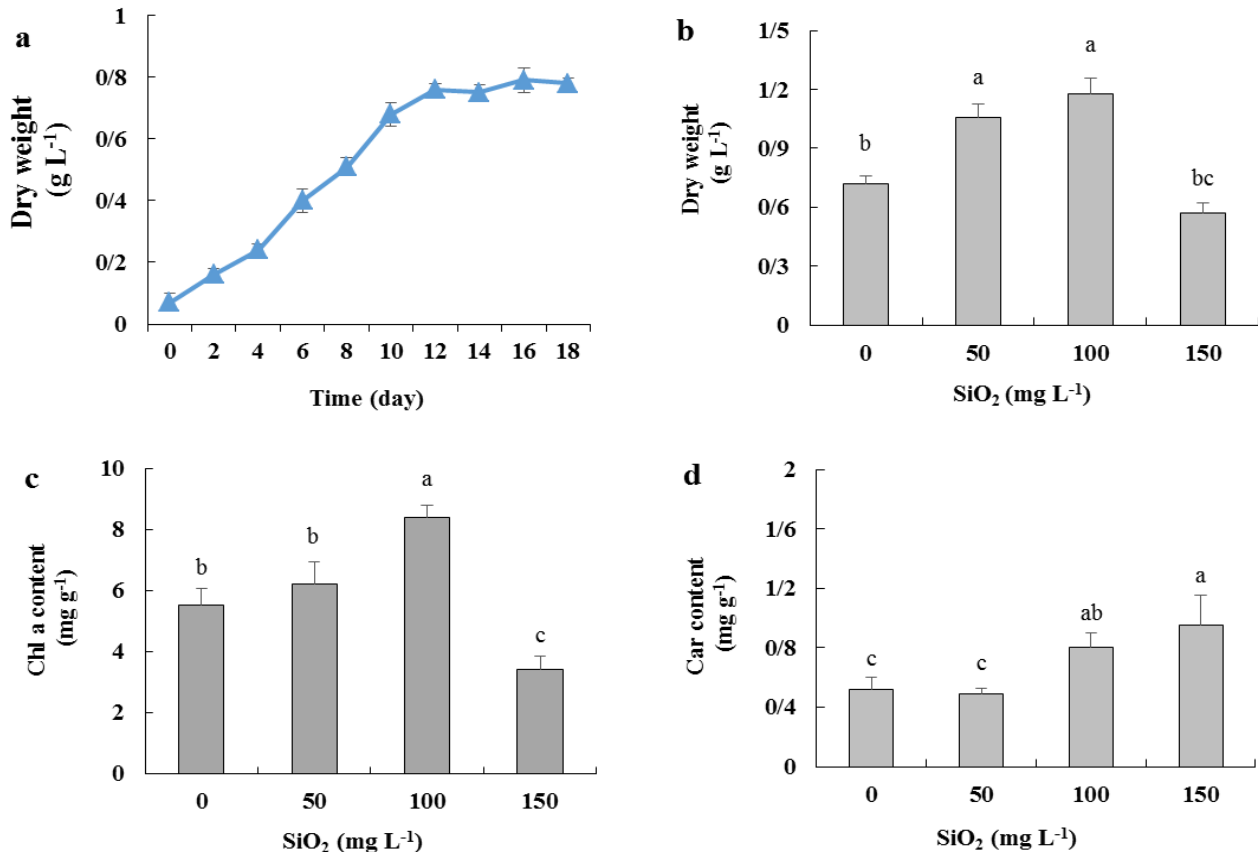 a
Dry weight
(g L⁻¹)
1
0/8
0/6
0/4
0/2
0
0 2 4 6 8 10 12 14 16 18
Time (day)
b
Dry weight
(g L⁻¹)
1/5
1/2
0/9
0/6
0/3
0
b a a bc
0 50 100 150
SiO₂ (mg L⁻¹)
c
Chl a content
(mg g⁻¹)
10
8
6
4
2
0
b b a c
0 50 100 150
SiO₂ (mg L⁻¹)
d
Car content
(mg g⁻¹)
2
1/6
1/2
0/8
0/4
0
c c ab a
0 50 100 150
SiO₂ (mg L⁻¹)